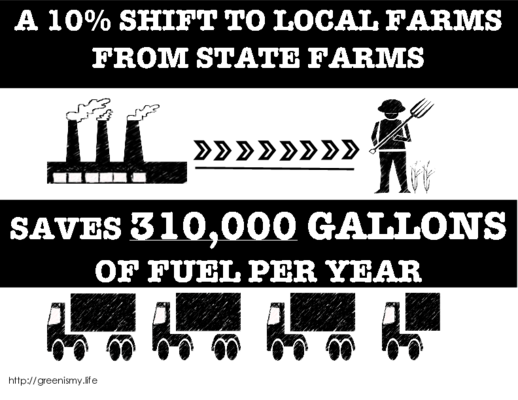 A 10% SHIFT TO LOCAL FARMS
FROM STATE FARMS
SAVES 310,000 GALLONS
OF FUEL PER YEAR
http://greenismy.life